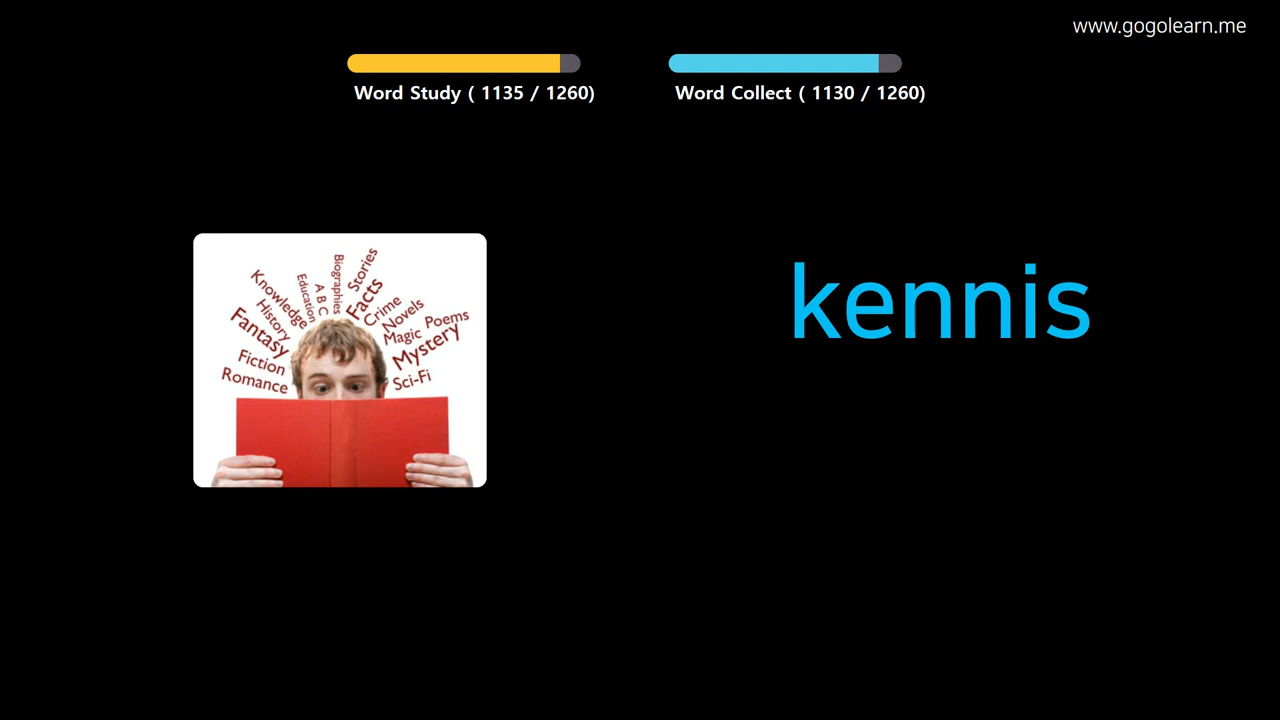 www.gogolearn.me
Word Study ( 1135 / 1260)
Word Collect ( 1130 / 1260)
kennis
Knowledge
History
Fantasy
Fiction
Romance
Education
A B C
Biographies
Stories
Facts
Crime
Novels
Magic
Poems
Mystery
Sci-Fi